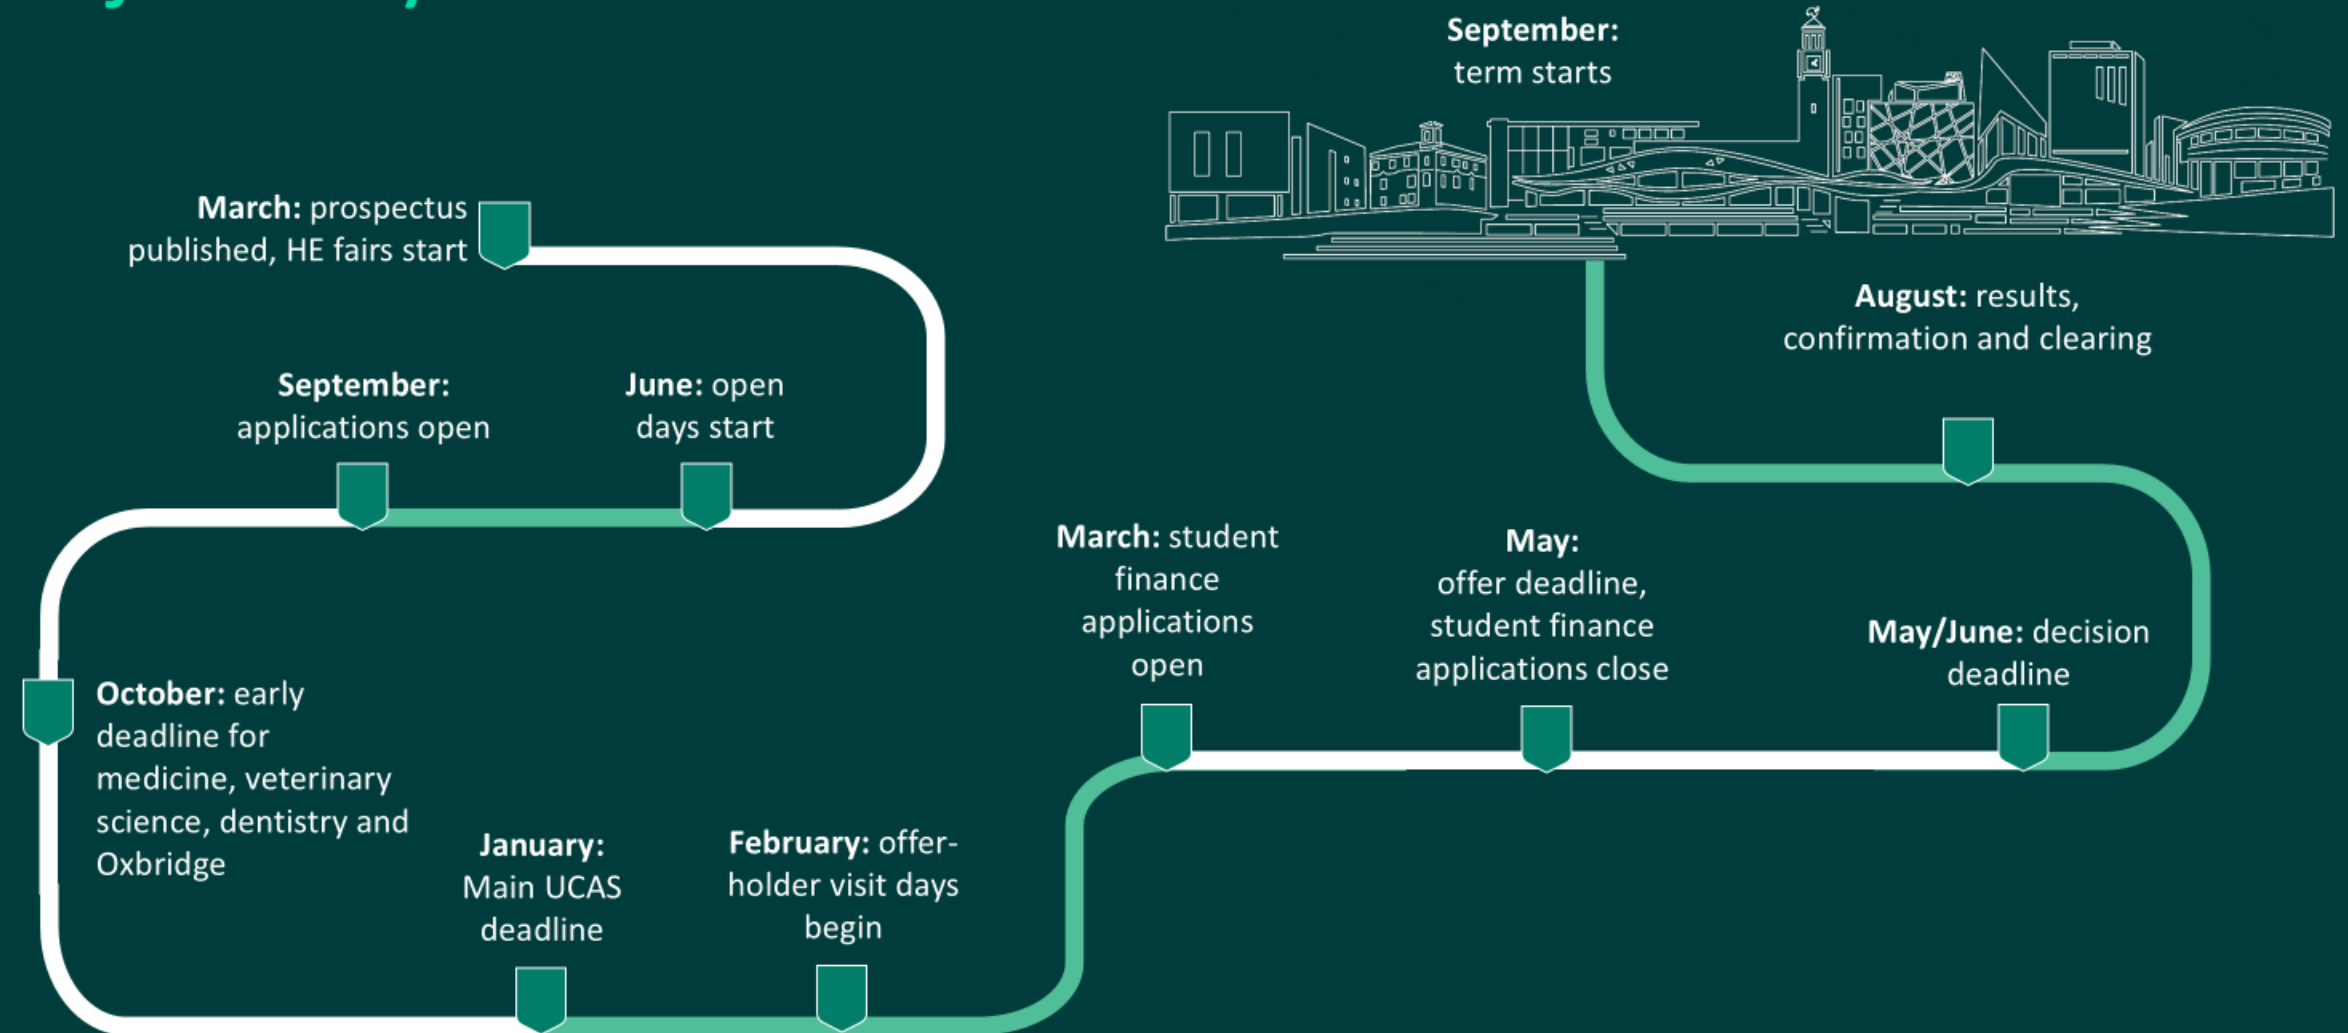 March: prospectus
published, HE fairs start
June: open
days start
September:
applications open
October: early
deadline for
medicine, veterinary
science, dentistry and
Oxbridge
January:
Main UCAS
deadline
February: offer-
holder visit days
begin
March: student
finance
applications
open
May:
offer deadline,
student finance
applications close
May/June: decision
deadline
August: results,
confirmation and clearing
September:
term starts